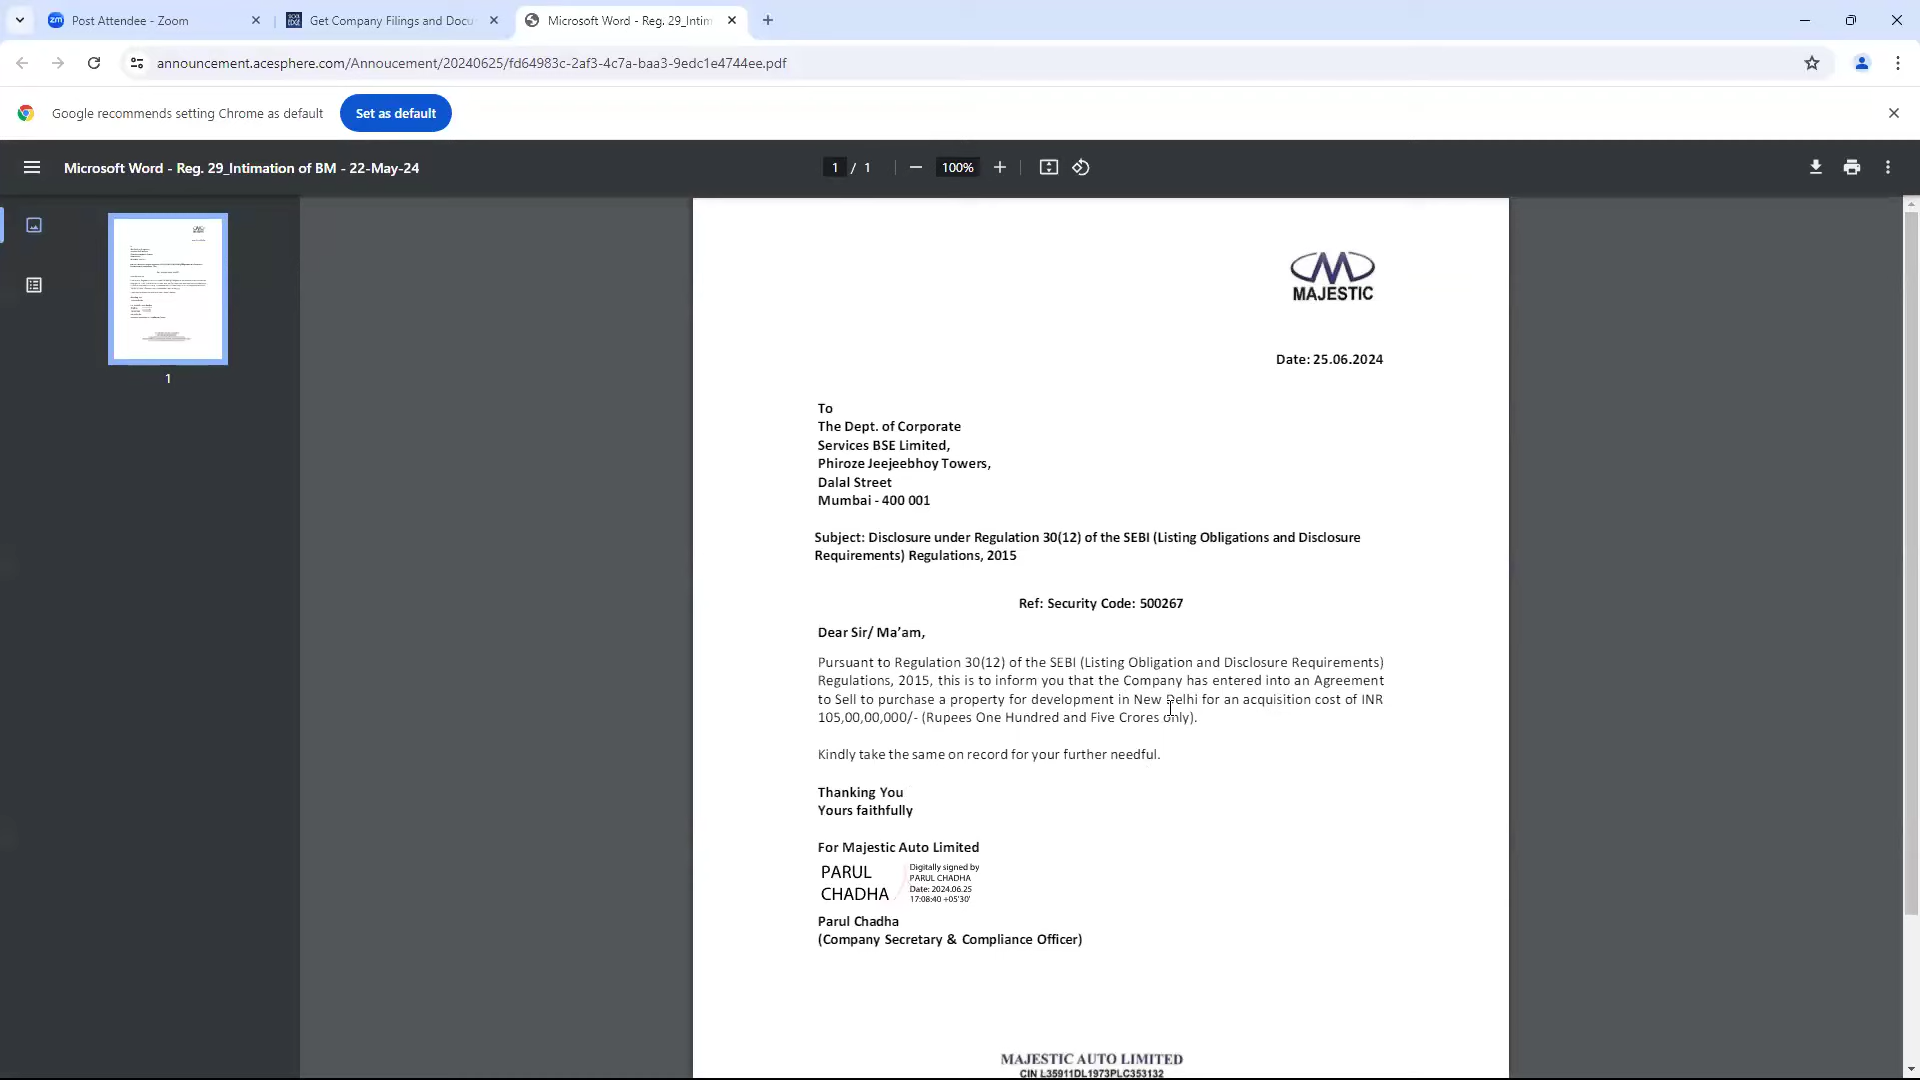 Post Attendee - Zoom
Get Company Filings and Docu
Microsoft Word - Reg. 29_Intim
announcement.acesphere.com/Annoucement/20240625/fd64983c-2af3-4c7a-baa3-9edc1e4744ee.pdf
Google recommends setting Chrome as default
Set as default
Microsoft Word - Reg. 29_Intimation of BM - 22-May-24
1 / 1
100%
1
MAJESTIC
Date: 25.06.2024
To
The Dept. of Corporate
Services BSE Limited,
Phiroze Jeejeebhoy Towers,
Dalal Street
Mumbai - 400 001
Subject: Disclosure under Regulation 30(12) of the SEBI (Listing Obligations and Disclosure
Requirements) Regulations, 2015
Ref: Security Code: 500267
Dear Sir/ Ma’am,
Pursuant to Regulation 30(12) of the SEBI (Listing Obligation and Disclosure Requirements)
Regulations, 2015, this is to inform you that the Company has entered into an Agreement
to Sell to purchase a property for development in New Delhi for an acquisition cost of INR
105,00,00,000/- (Rupees One Hundred and Five Crores only).
Kindly take the same on record for your further needful.
Thanking You
Yours faithfully
For Majestic Auto Limited
PARUL
CHADHA
Digitally signed by
PARUL CHADHA
Date: 2024.06.25
17:08:40 +05'30'
Parul Chadha
(Company Secretary & Compliance Officer)
MAJESTIC AUTO LIMITED
CIN L35911DL1973PLC353132